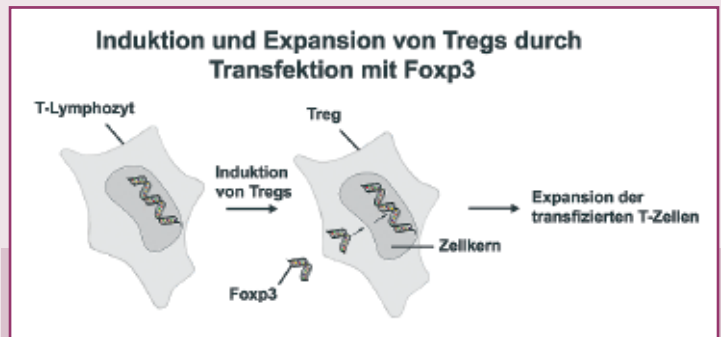 Induktion und Expansion von Tregs durch
Transfektion mit Foxp3
T-Lymphozyt
Treg
Induktion
von Tregs
Expansion der
transfizierten T-Zellen
Zellkern
Foxp3